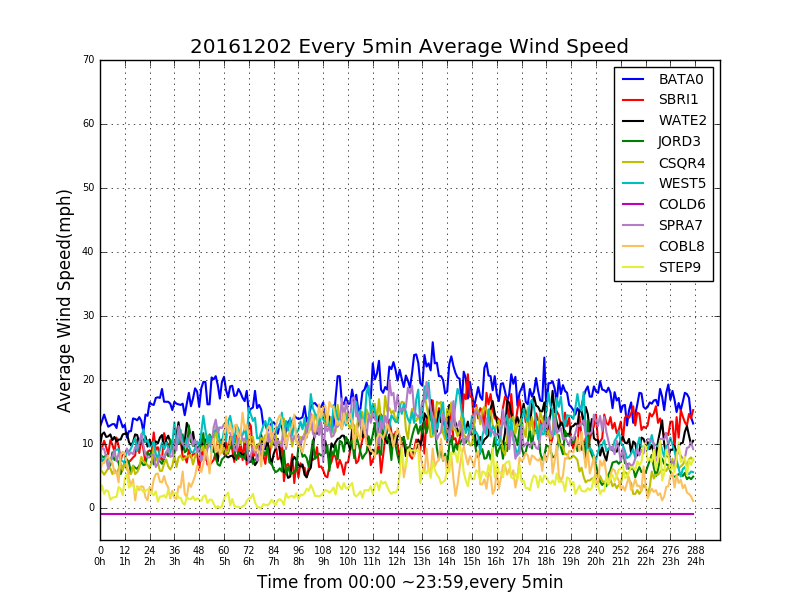 20161202 Every 5min Average Wind Speed
70
60
50
40
30
20
10
0
Average Wind Speed(mph)
BATA0
SBRI1
WATE2
JORD3
CSQR4
WEST5
COLD6
SPRA7
COBL8
STEP9
0 12 24 36 48 60 72 84 96 108 120 132 144 156 168 180 192 204 216 228 240 252 264 276 288
0h 1h 2h 3h 4h 5h 6h 7h 8h 9h 10h 11h 12h 13h 14h 15h 16h 17h 18h 19h 20h 21h 22h 23h 24h
Time from 00:00 ~23:59,every 5min